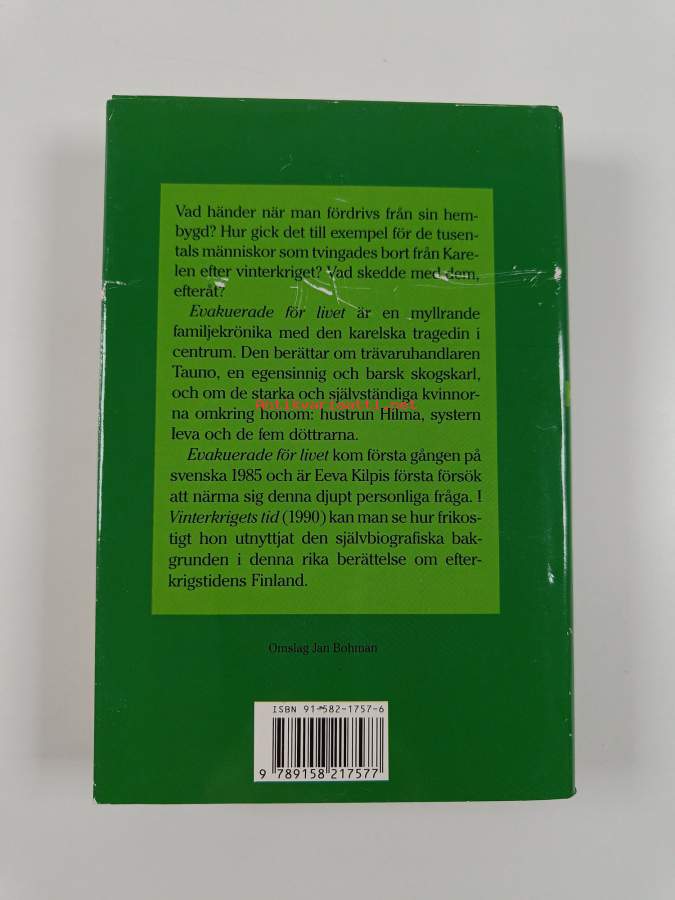 Vad händer när man fördrivs från sin hem-
bygd? Hur gick det till exempel för de tusen-
tals människor som tvingades bort från Kare-
len efter vinterkriget? Vad skedde med dem,
efteråt?
Evakuerade för livet är en myllrande
familjekrönika med den karelska tragedin i
centrum. Den berättar om trävaruhandlaren
Tauno, en egensinnig och barsk skogskarl,
och om de starka och självständiga kvinnor-
na omkring honom: hustrun Hilma, systern
Ieva och de fem döttrarna.
Antikvariaatti.net
Evakuerade för livet kom första gången på
svenska 1985 och är Eeva Kilpis första försök
att närma sig denna djupt personliga fråga. I
Vinterkrigets tid (1990) kan man se hur frikos-
tigt hon utnyttjat den självbiografiska bak-
grunden i denna rika berättelse om efter-
krigstidens Finland.
Omslag Jan Bohman
ISBN 91-582-1757-6
9 789158 217577